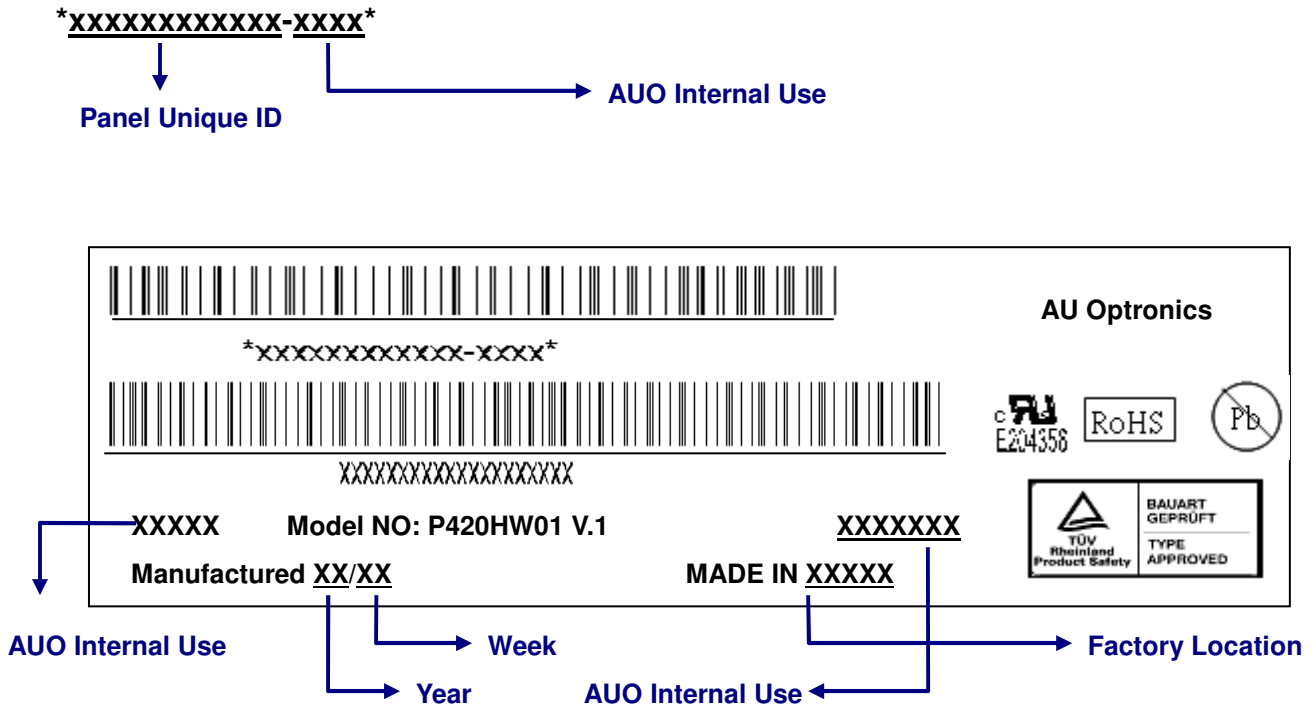 *xxxxxxxxxxxx-xxxx*
AUO Internal Use
Panel Unique ID
AU Optronics
*xxxxxxxxxxxx-xxxx*
c
E204356
RoHS
Pb
XXXXXXXXXXXXXXXXXXXX
XXXXX Model NO: P420HW01 V.1 XXXXXXX
Manufactured XX/XX MADE IN XXXXX
TÜV
Rheinland
Product Safety
BAUART
GEPRÜFT
TYPE
APPROVED
AUO Internal Use
Week
Factory Location
Year
AUO Internal Use